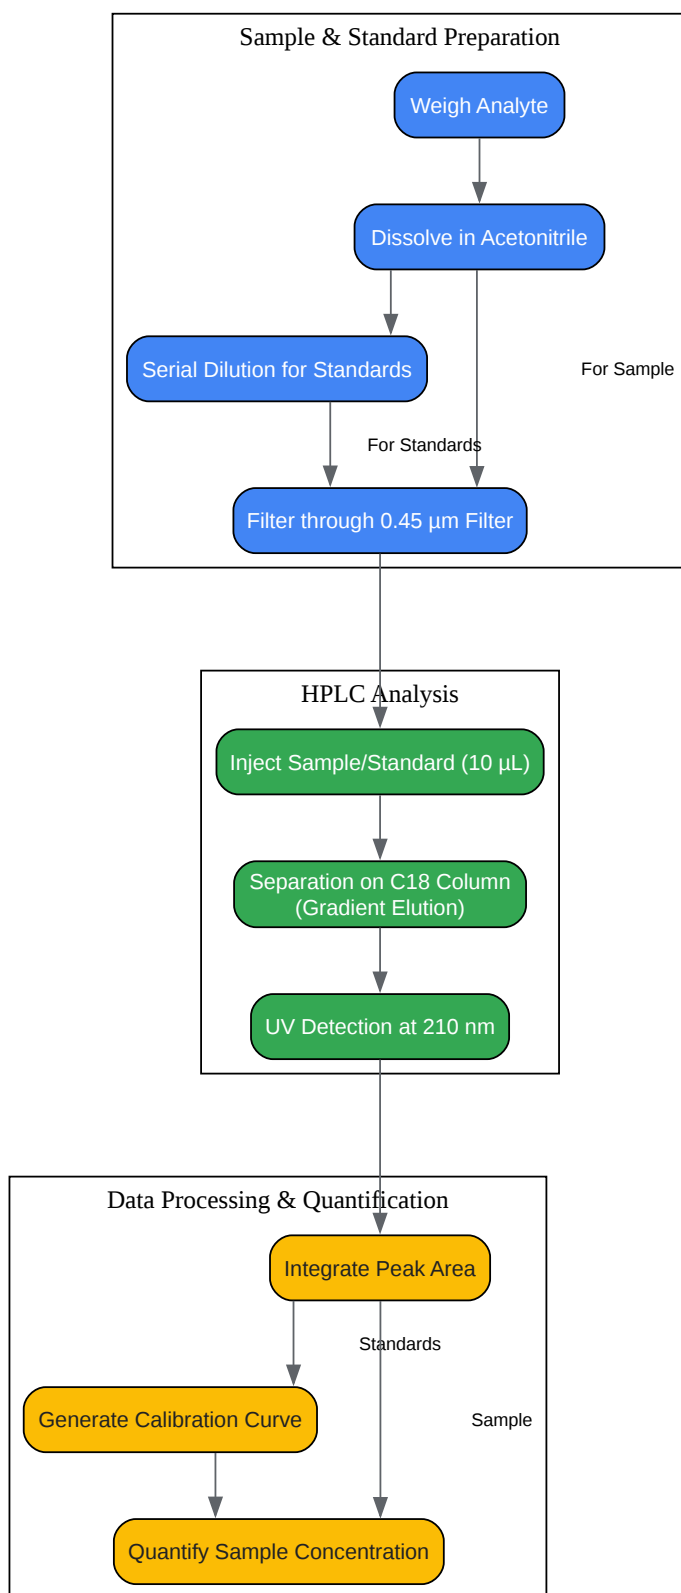 Sample & Standard Preparation
Weigh Analyte
Dissolve in Acetonitrile
Serial Dilution for Standards
For Sample
For Standards
Filter through 0.45 µm Filter
HPLC Analysis
Inject Sample/Standard (10 µL)
Separation on C18 Column
(Gradient Elution)
UV Detection at 210 nm
Data Processing & Quantification
Integrate Peak Area
Standards
Generate Calibration Curve
Sample
Quantify Sample Concentration